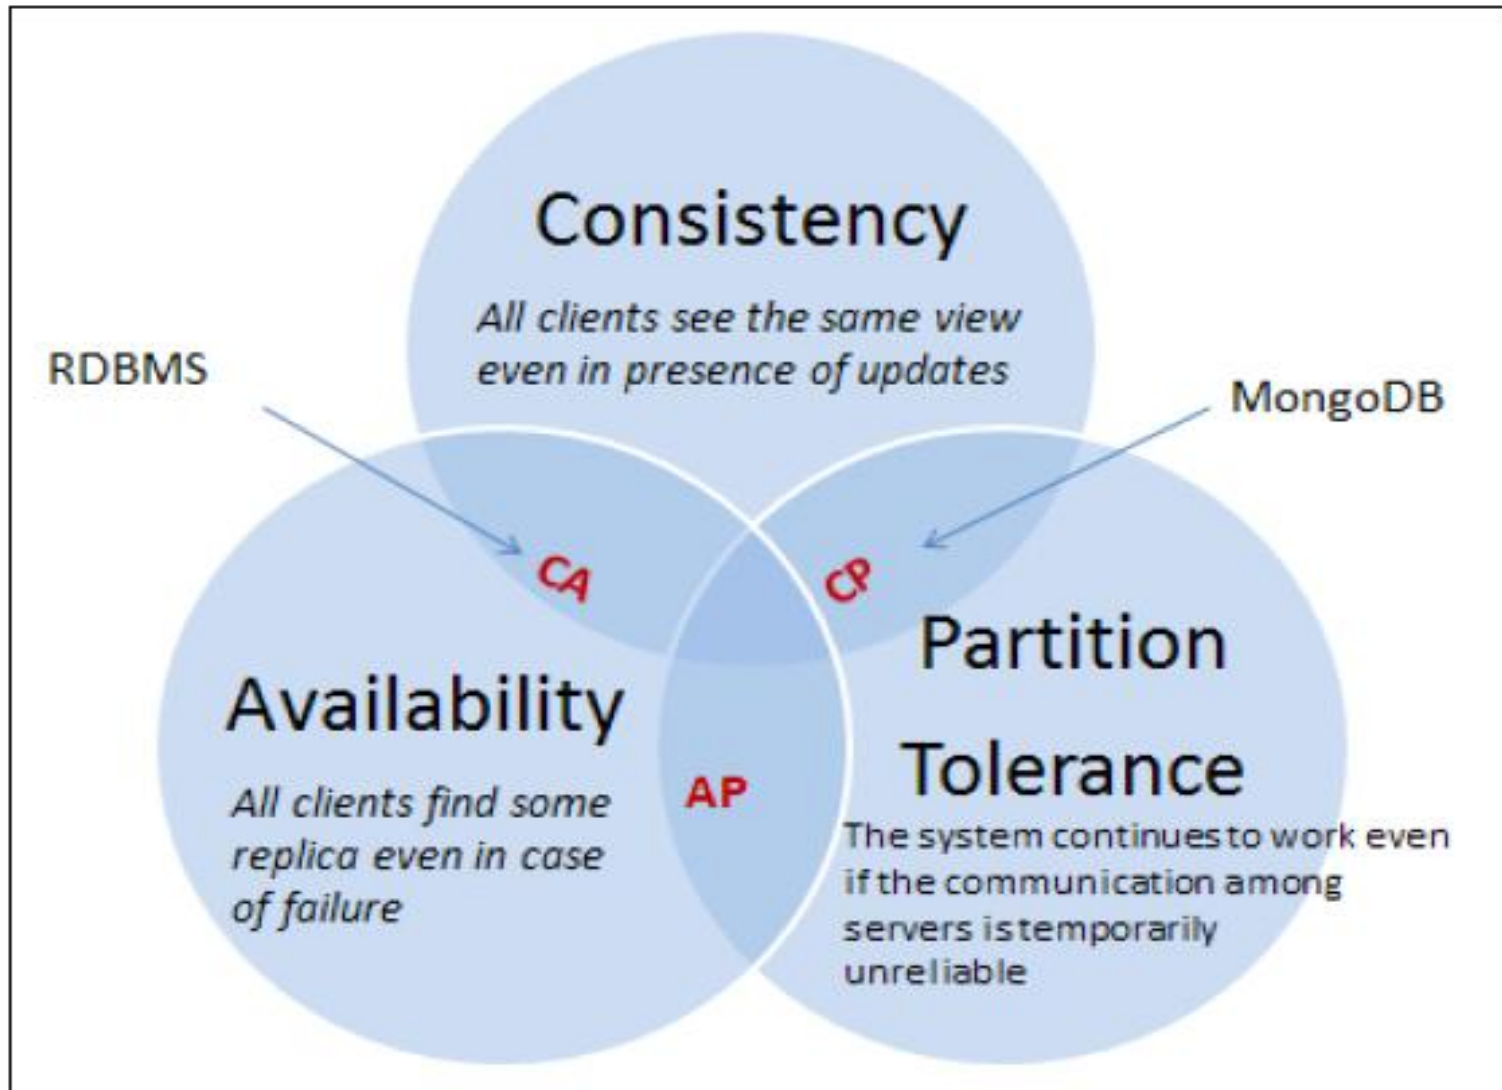 Consistency
All clients see the same view
even in presence of updates
RDBMS
MongoDB
CA
CP
Availability
All clients find some
replica even in case
of failure
AP
Partition
Tolerance
The system continues to work even
if the communication among
servers is temporarily
unreliable